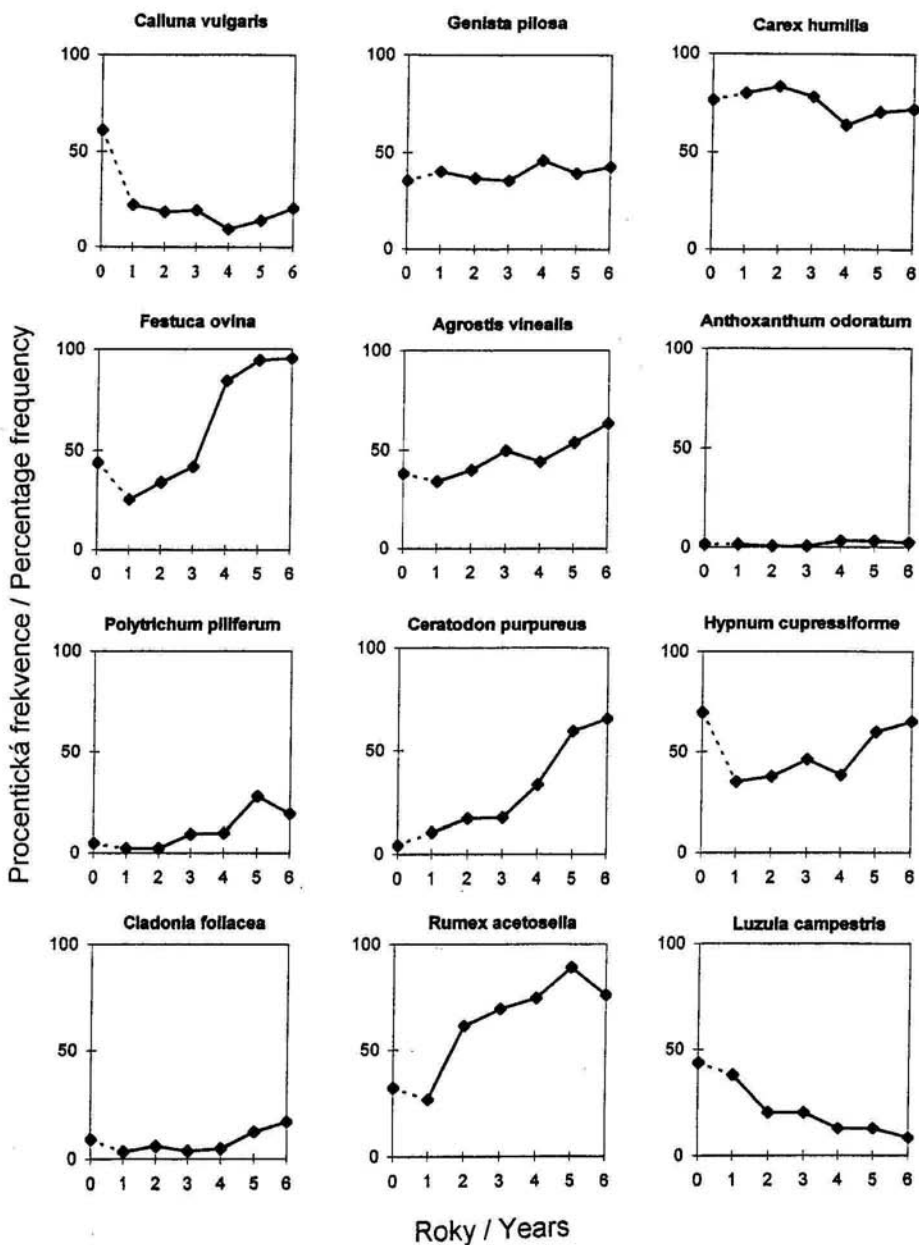 Calluna vulgaris Genista pilosa Carex humilis
100 100 100
50 50 50
0 0 0
0 1 2 3 4 5 6 0 1 2 3 4 5 6 0 1 2 3 4 5 6
Festuca ovina Agrostis vinealis Anthoxanthum odoratum
100 100 100
50 50 50
0 0 0
0 1 2 3 4 5 6 0 1 2 3 4 5 6 0 1 2 3 4 5 6
Polytrichum piliferum Ceratodon purpureus Hypnum cupressiforme
100 100 100
50 50 50
0 0 0
0 1 2 3 4 5 6 0 1 2 3 4 5 6 0 1 2 3 4 5 6
Cladonia foliacea Rumex acetosella Luzula campestris
100 100 100
50 50 50
0 0 0
0 1 2 3 4 5 6 0 1 2 3 4 5 6 0 1 2 3 4 5 6
Procentická frekvence / Percentage frequency
Roky / Years